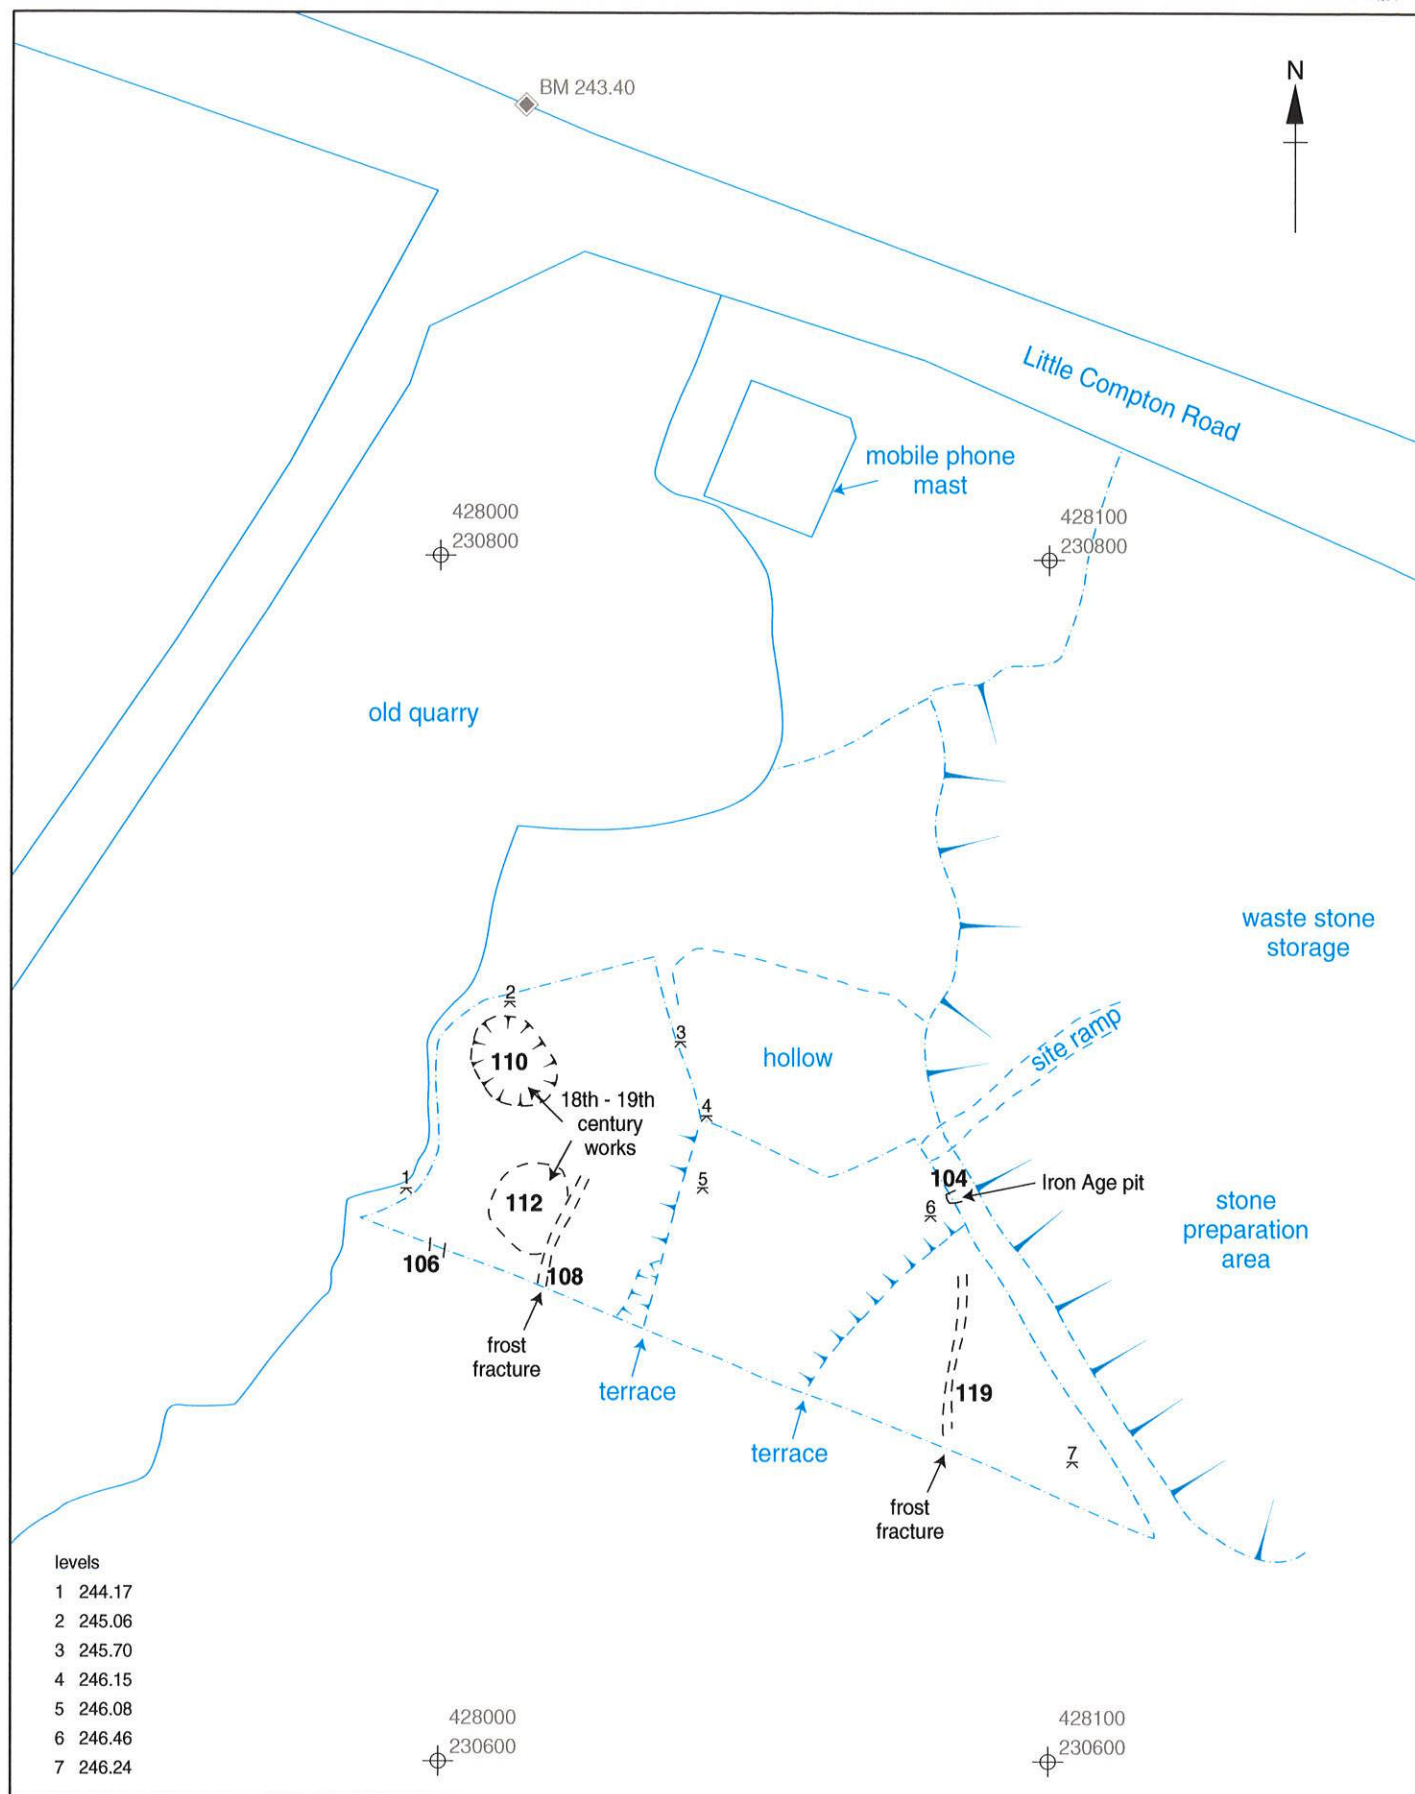 N
BM 243.40
Little Compton Road
mobile phone
mast
428000
230800
428100
230800
old quarry
waste stone
storage
2
3
hollow
site ramp
110
18th - 19th
century
works
4
1
5
104
Iron Age pit
112
6
stone
preparation
area
106
108
frost
fracture
terrace
119
terrace
7
frost
fracture
levels
1 244.17
2 245.06
3 245.70
4 246.15
5 246.08
6 246.46
7 246.24
428000
230600
428100
230600